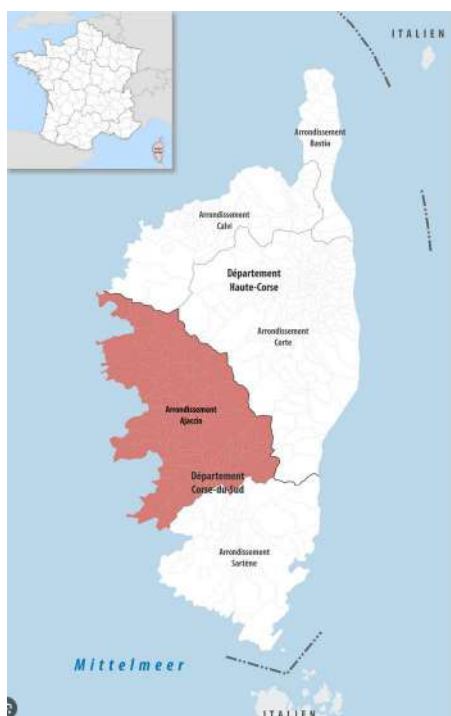 ITALIEN
Arrondissement
Bastia
Arrondissement
Calvi
Département
Haute-Corse
Arrondissement
Corte
Arrondissement
Ajaccio
Département
Corse-du-Sud
Arrondissement
Sartène
Mittelmeer
ITALIEN